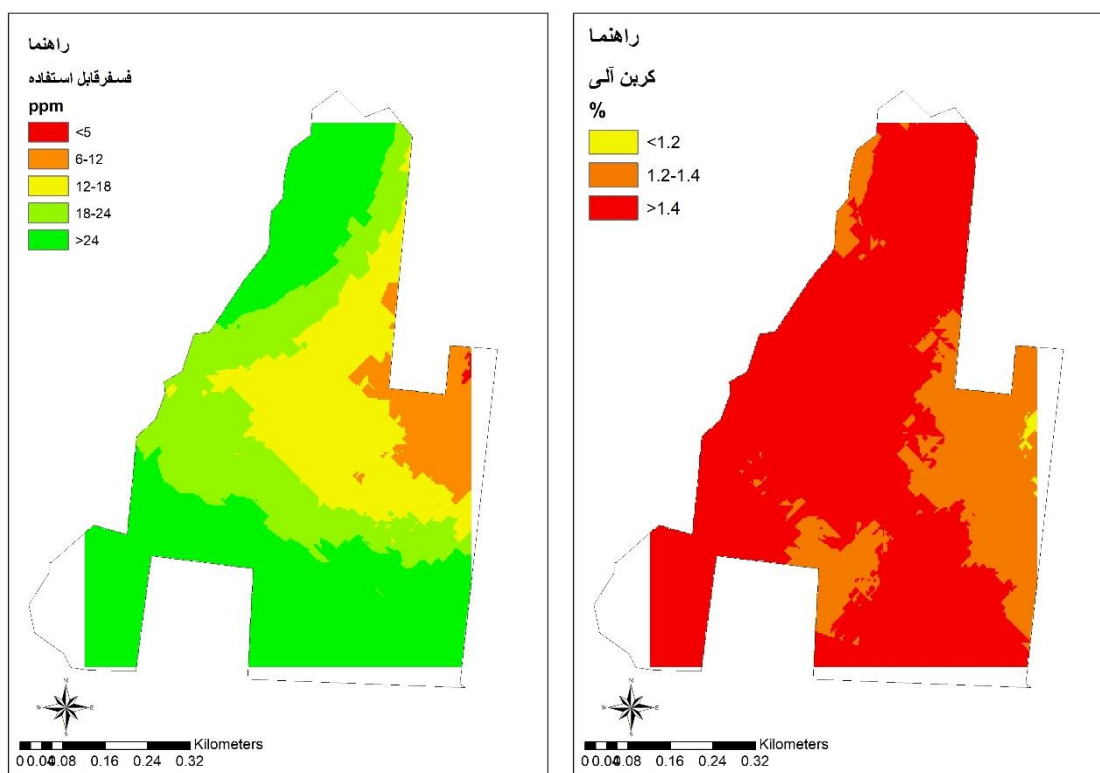 راهنما
فسفرقابل استفاده
ppm
<5
6-12
12-18
18-24
>24
N
W E
S
Kilometers
0 0.04 0.08 0.16 0.24 0.32
راهنما
کربن آلی
%
<1.2
1.2-1.4
>1.4
N
W E
S
Kilometers
0 0.04 0.08 0.16 0.24 0.32